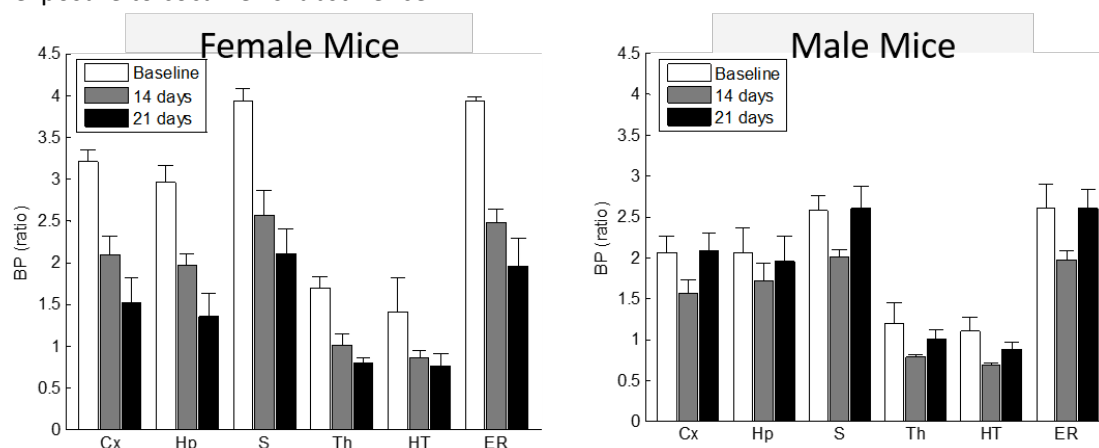 Female Mice
4.5
4
3.5
3
2.5
2
1.5
1
0.5
0
BP (ratio)
Baseline
14 days
21 days
Cx Hp S Th HT ER
Male Mice
4.5
4
3.5
3
2.5
2
1.5
1
0.5
0
BP (ratio)
Baseline
14 days
21 days
Cx Hp S Th HT ER